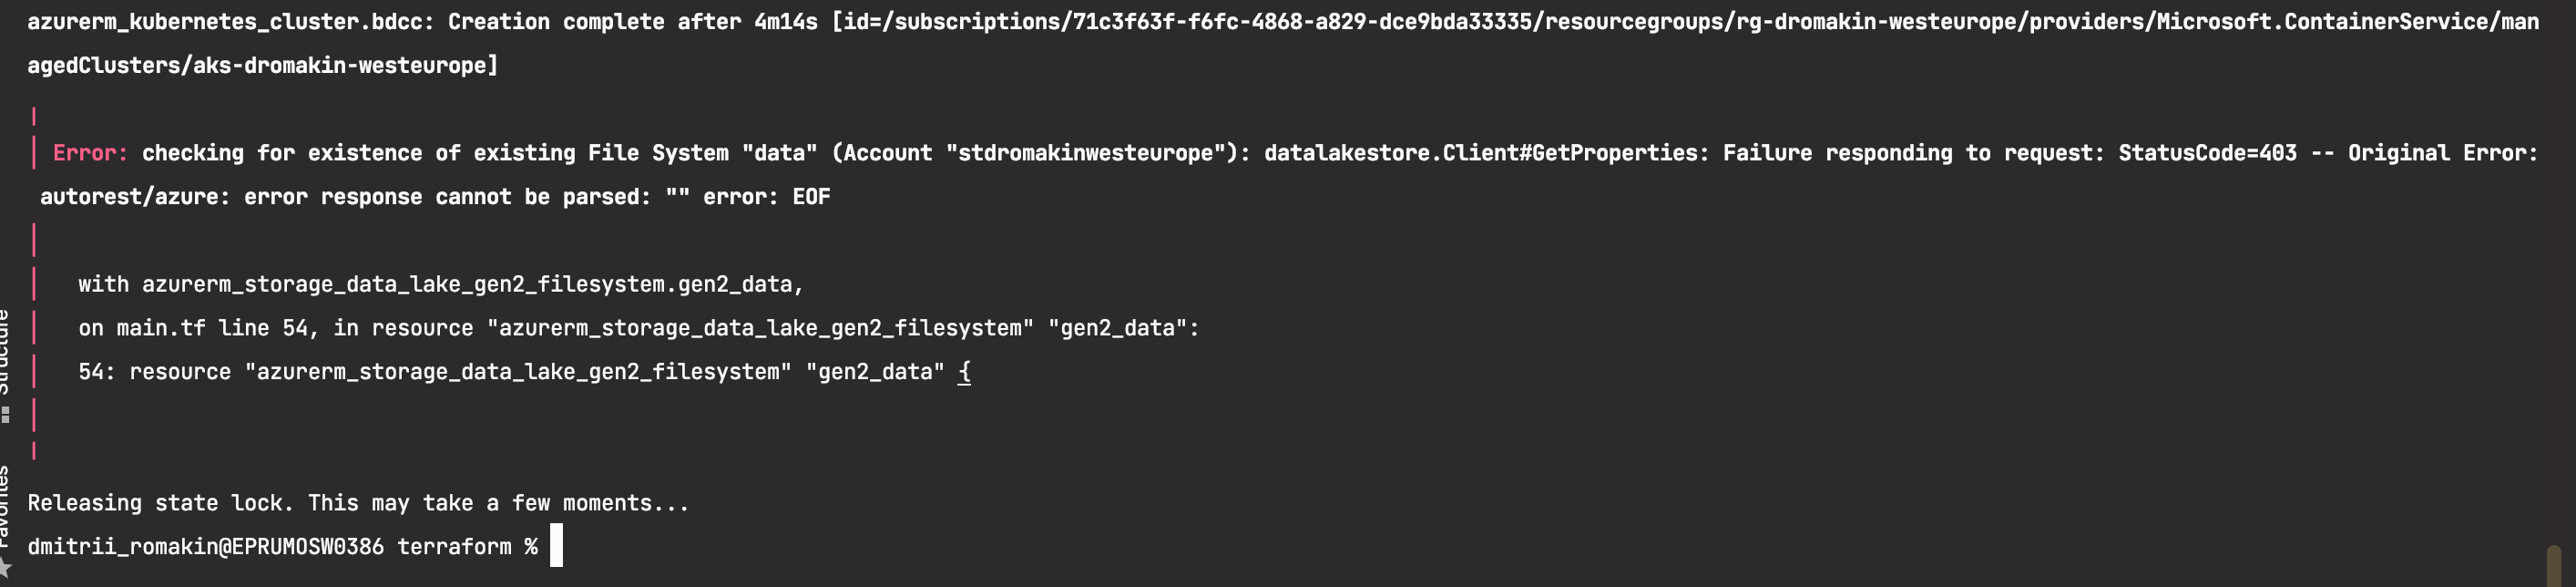 azurerm_kubernetes_cluster.bdcc: Creation complete after 4m14s [id=/subscriptions/71c3f63f-f6fc-4868-a829-dce9bda33335/resourcegroups/rg-dromakin-westeurope/providers/Microsoft.ContainerService/man
agedClusters/aks-dromakin-westeurope]
Error: checking for existence of existing File System "data" (Account "stdromakinwesteurope"): datalakestore.Client#GetProperties: Failure responding to request: StatusCode=403 -- Original Error:
autorest/azure: error response cannot be parsed: "" error: EOF
with azurerm_storage_data_lake_gen2_filesystem.gen2_data,
on main.tf line 54, in resource "azurerm_storage_data_lake_gen2_filesystem" "gen2_data":
54: resource "azurerm_storage_data_lake_gen2_filesystem" "gen2_data" {
Structure
Favorites
Releasing state lock. This may take a few moments...
dmitrii_romakin@EPRUMOSW0386 terraform %